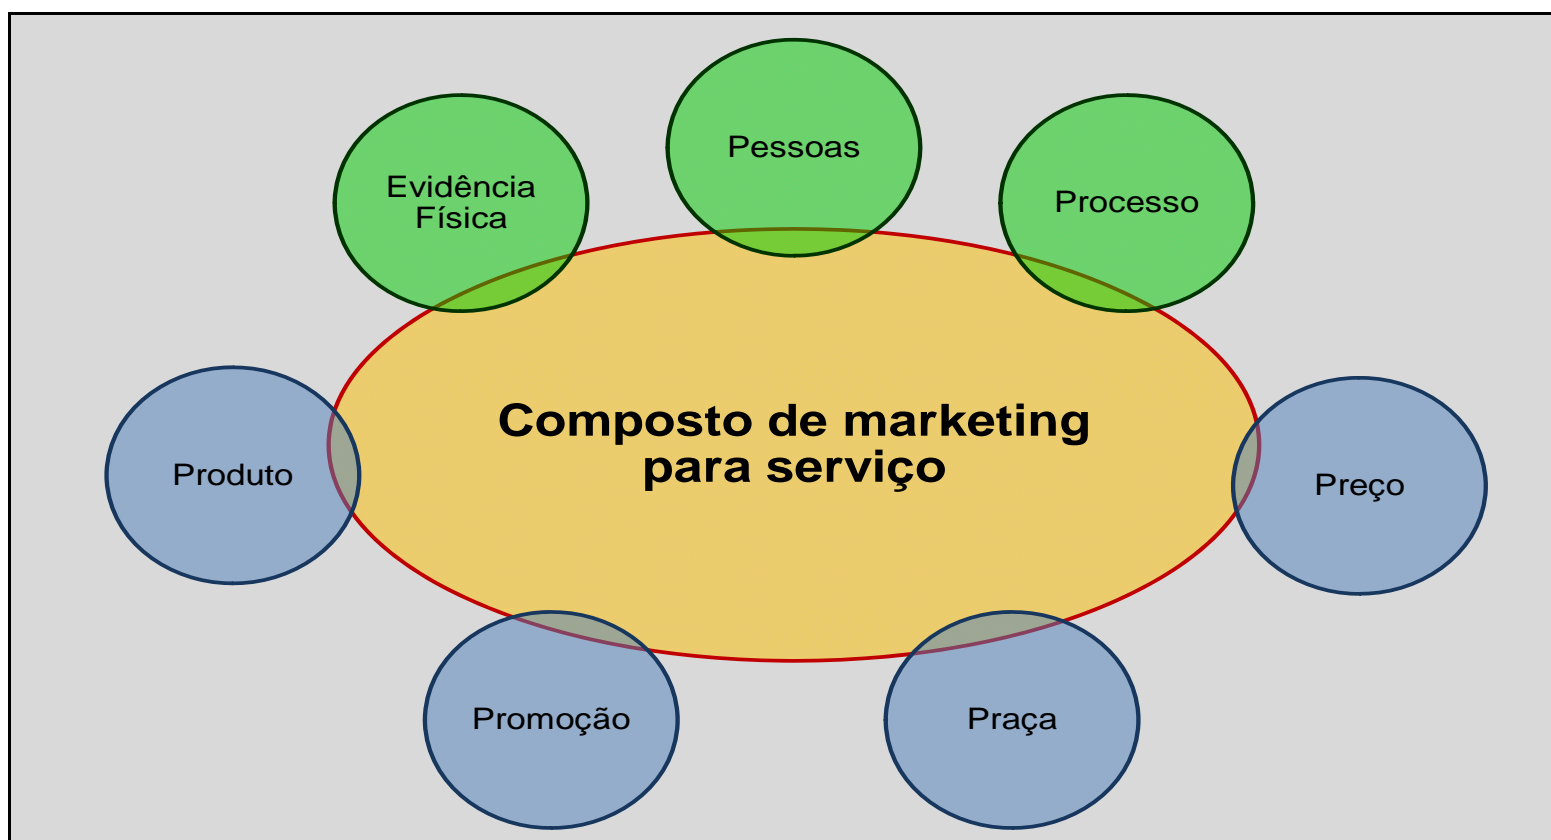 Pessoas
Evidência
Física
Processo
Composto de marketing
para serviço
Produto
Preço
Promoção
Praça